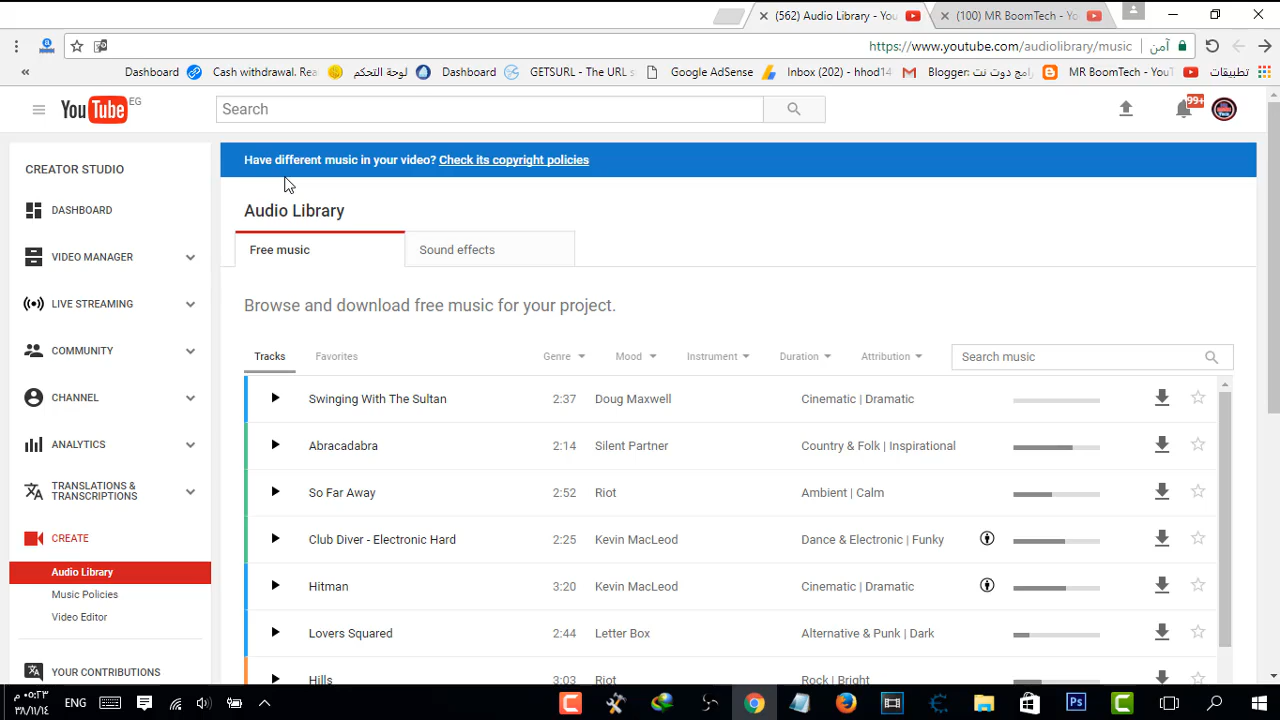 (562) Audio Library - You
(100) MR BoomTech - Yo
https://www.youtube.com/audiolibrary/music
آمن
Dashboard
Cash withdrawal. Rea
لوحة التحكم
Dashboard
GETSURL - The URL s
Google AdSense
Inbox (202) - hhod14
Blogger: رامج دوت نت
MR BoomTech - YouT
تطبيقات
YouTube EG
Search
99+
Have different music in your video? Check its copyright policies
CREATOR STUDIO
DASHBOARD
VIDEO MANAGER
LIVE STREAMING
COMMUNITY
CHANNEL
ANALYTICS
TRANSLATIONS &
TRANSCRIPTIONS
CREATE
Audio Library
Music Policies
Video Editor
YOUR CONTRIBUTIONS
Audio Library
Free music
Sound effects
Browse and download free music for your project.
Tracks Favorites Genre Mood Instrument Duration Attribution Search music
Swinging With The Sultan 2:37 Doug Maxwell Cinematic | Dramatic
Abracadabra 2:14 Silent Partner Country & Folk | Inspirational
So Far Away 2:52 Riot Ambient | Calm
Club Diver - Electronic Hard 2:25 Kevin MacLeod Dance & Electronic | Funky
Hitman 3:20 Kevin MacLeod Cinematic | Dramatic
Lovers Squared 2:44 Letter Box Alternative & Punk | Dark
Hills 3:03 Riot Rock | Bright
ENG
Ps